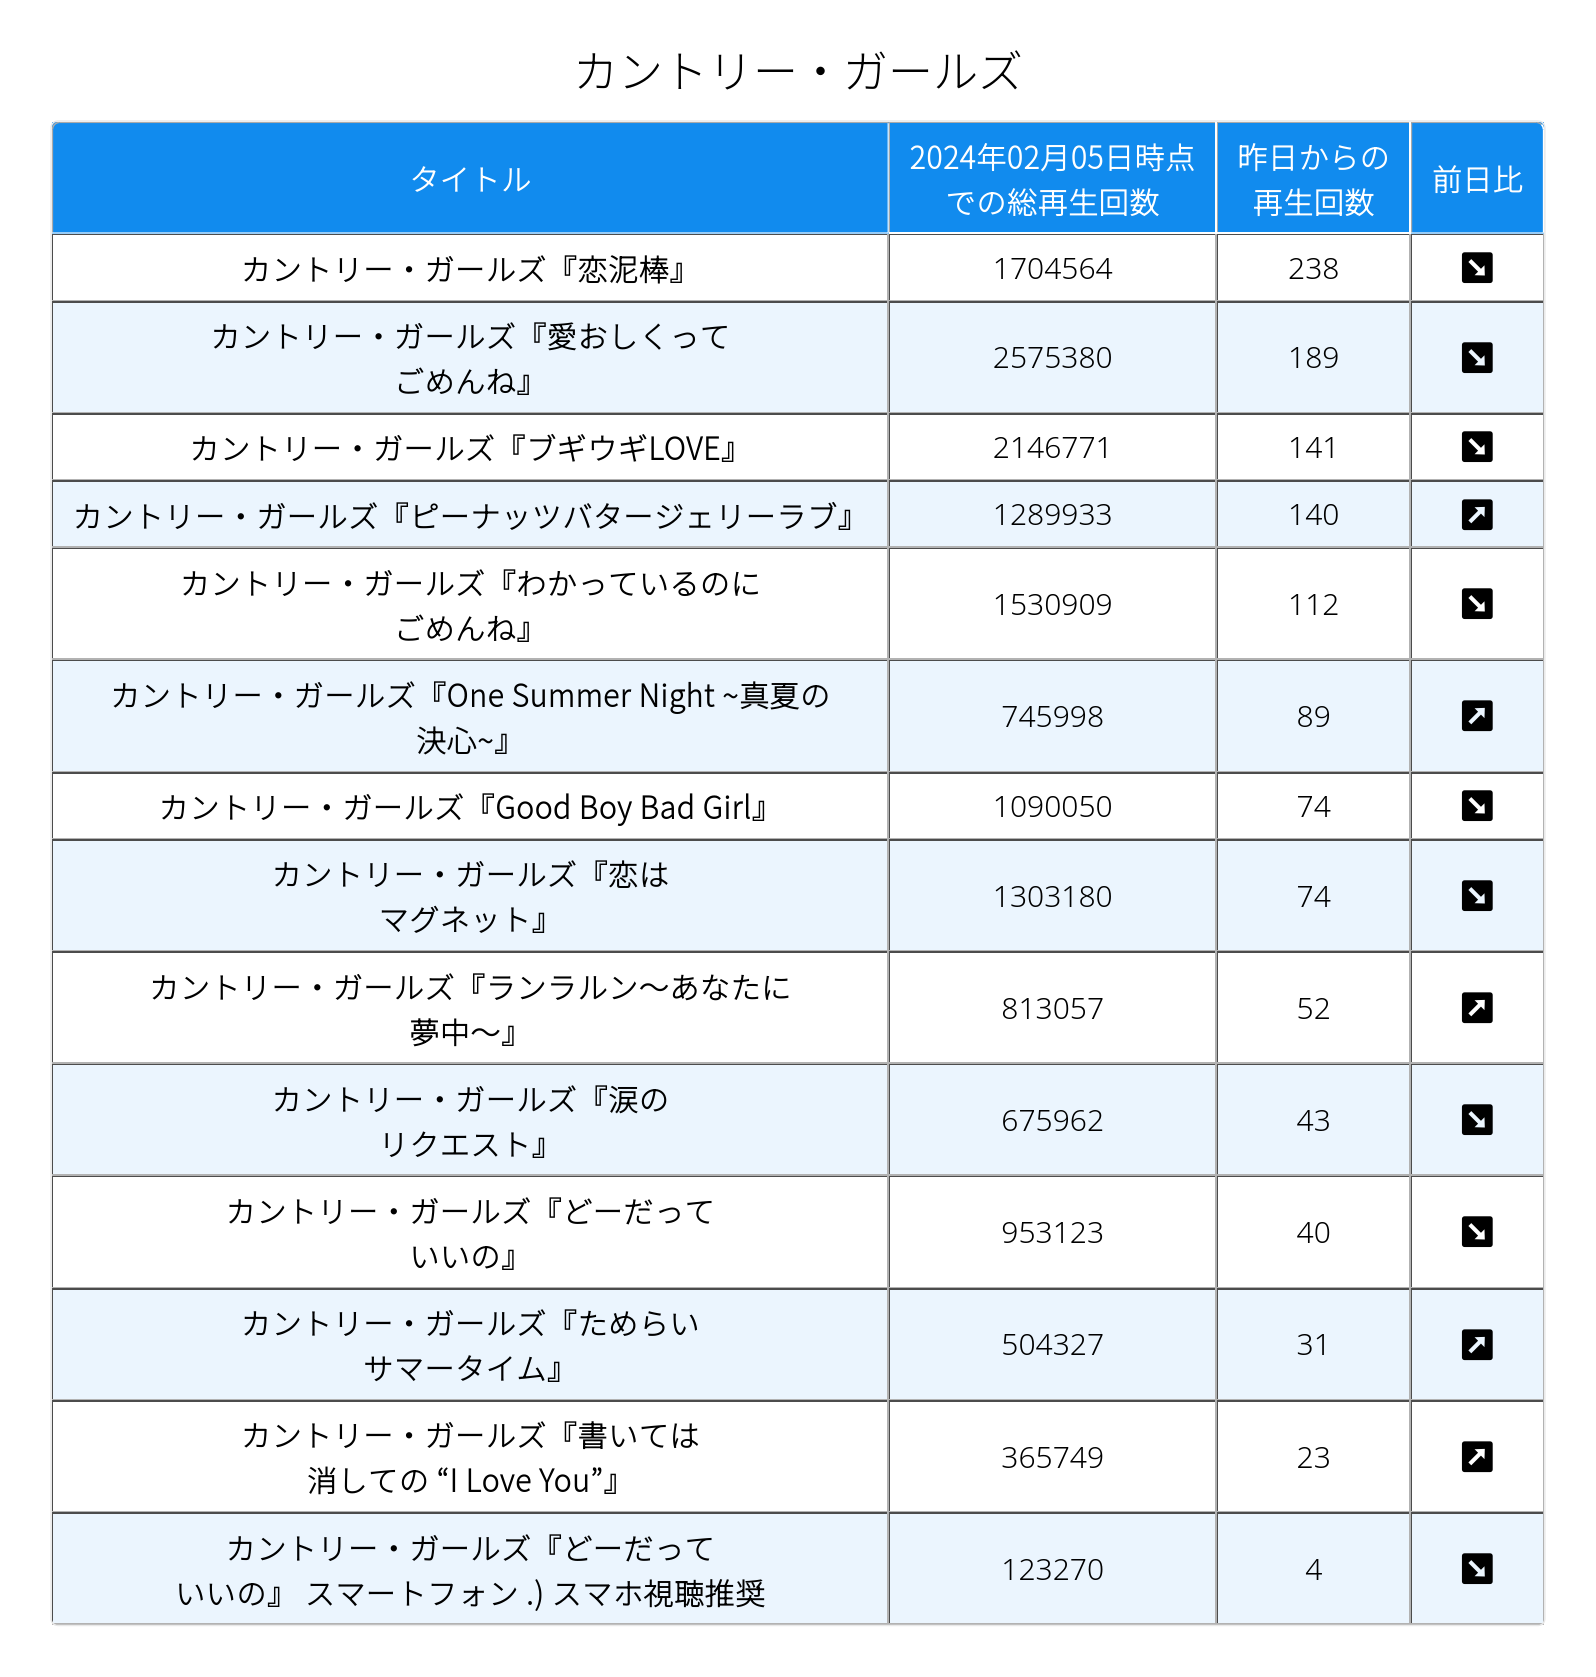 カントリー・ガールズ
タイトル
2024年02月05日時点
での総再生回数
昨日からの
再生回数
前日比
カントリー・ガールズ『恋泥棒』
1704564
238
カントリー・ガールズ『愛おしくって
ごめんね』
2575380
189
カントリー・ガールズ『ブギウギLOVE』
2146771
141
カントリー・ガールズ『ピーナッツバタージェリーラブ』
1289933
140
カントリー・ガールズ『わかっているのに
ごめんね』
1530909
112
カントリー・ガールズ『One Summer Night ~真夏の
決心~』
745998
89
カントリー・ガールズ『Good Boy Bad Girl』
1090050
74
カントリー・ガールズ『恋は
マグネット』
1303180
74
カントリー・ガールズ『ランラルン〜あなたに
夢中〜』
813057
52
カントリー・ガールズ『涙の
リクエスト』
675962
43
カントリー・ガールズ『どーだって
いいの』
953123
40
カントリー・ガールズ『ためらい
サマータイム』
504327
31
カントリー・ガールズ『書いては
消しての “I Love You”』
365749
23
カントリー・ガールズ『どーだって
いいの』 スマートフォン .) スマホ視聴推奨
123270
4